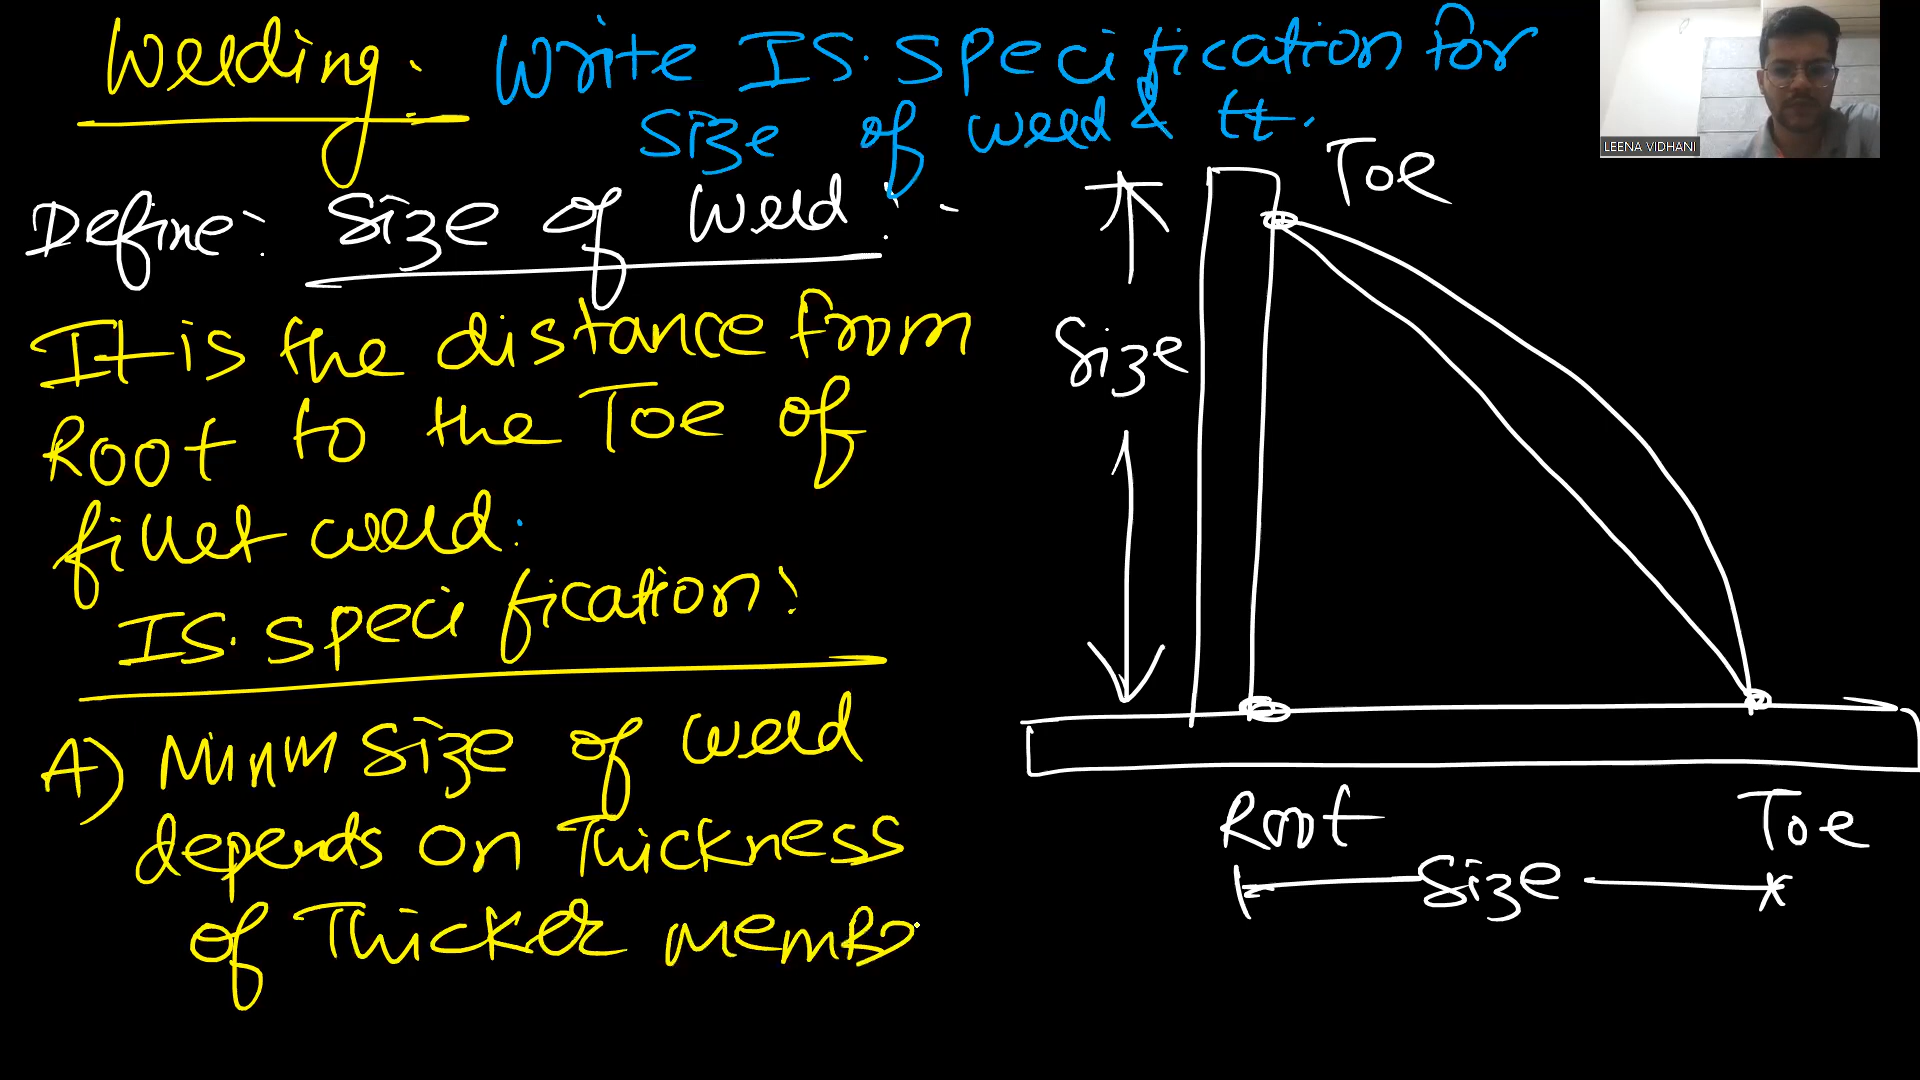 Welding :
Write IS. specification for
size of weld & tt.
Define: Size of Weld :-
It is the distance from
Root to the Toe of
fillet weld.
IS. specification:
A) Minm size of weld
depends on Thickness
of Thicker
Toe
Size
Root
Toe
Size
LEENA VIDHANI